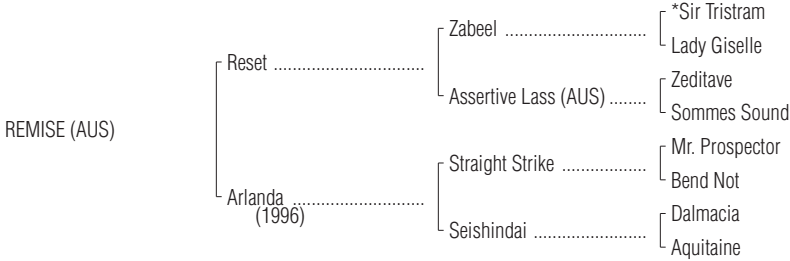 *Sir Tristram
Zabeel ..............................
Lady Giselle
Reset ................................
Zeditave
Assertive Lass (AUS) ........
Sommes Sound
REMISE (AUS)
Mr. Prospector
Straight Strike ..................
Bend Not
Arlanda ............................
(1996)
Dalmacia
Seishindai ........................
Aquitaine